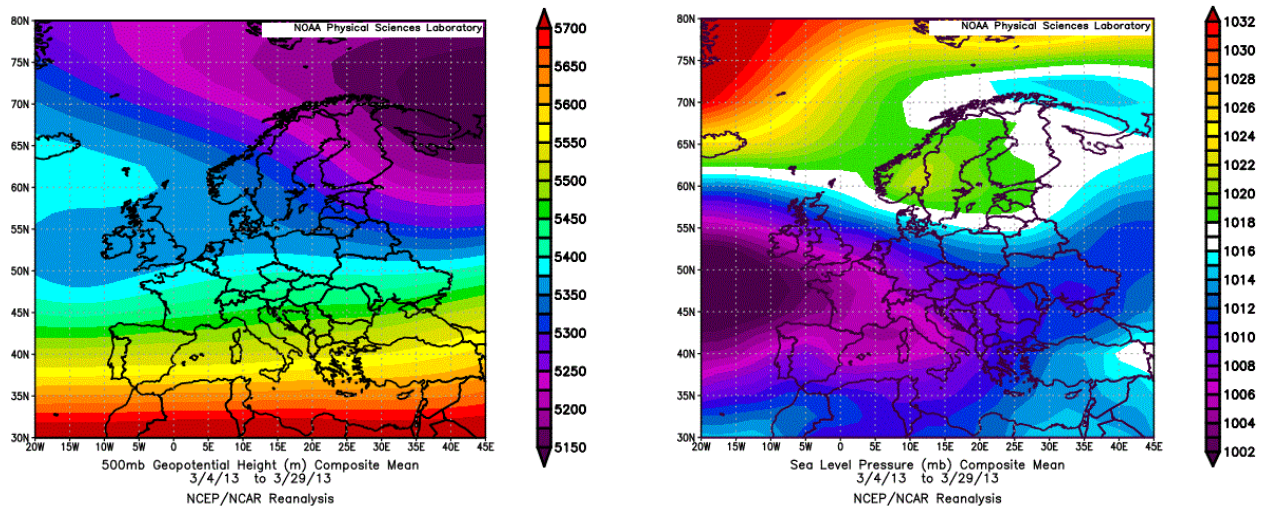 NOAA Physical Sciences Laboratory
80N
75N
70N
65N
60N
55N
50N
45N
40N
35N
30N
20W 15W 10W 5W 0 5E 10E 15E 20E 25E 30E 35E 40E 45E
5700
5650
5600
5500
5450
5400
5350
5300
5250
5200
5150
500mb Geopotential Height (m) Composite Mean
3/4/13 to 3/29/13
NCEP/NCAR Reanalysis
NOAA Physical Sciences Laboratory
80N
75N
70N
65N
60N
55N
50N
45N
40N
35N
30N
20W 15W 10W 5W 0 5E 10E 15E 20E 25E 30E 35E 40E 45E
1032
1030
1028
1026
1024
1022
1020
1018
1016
1014
1012
1010
1008
1006
1004
1002
Sea Level Pressure (mb) Composite Mean
3/4/13 to 3/29/13
NCEP/NCAR Reanalysis